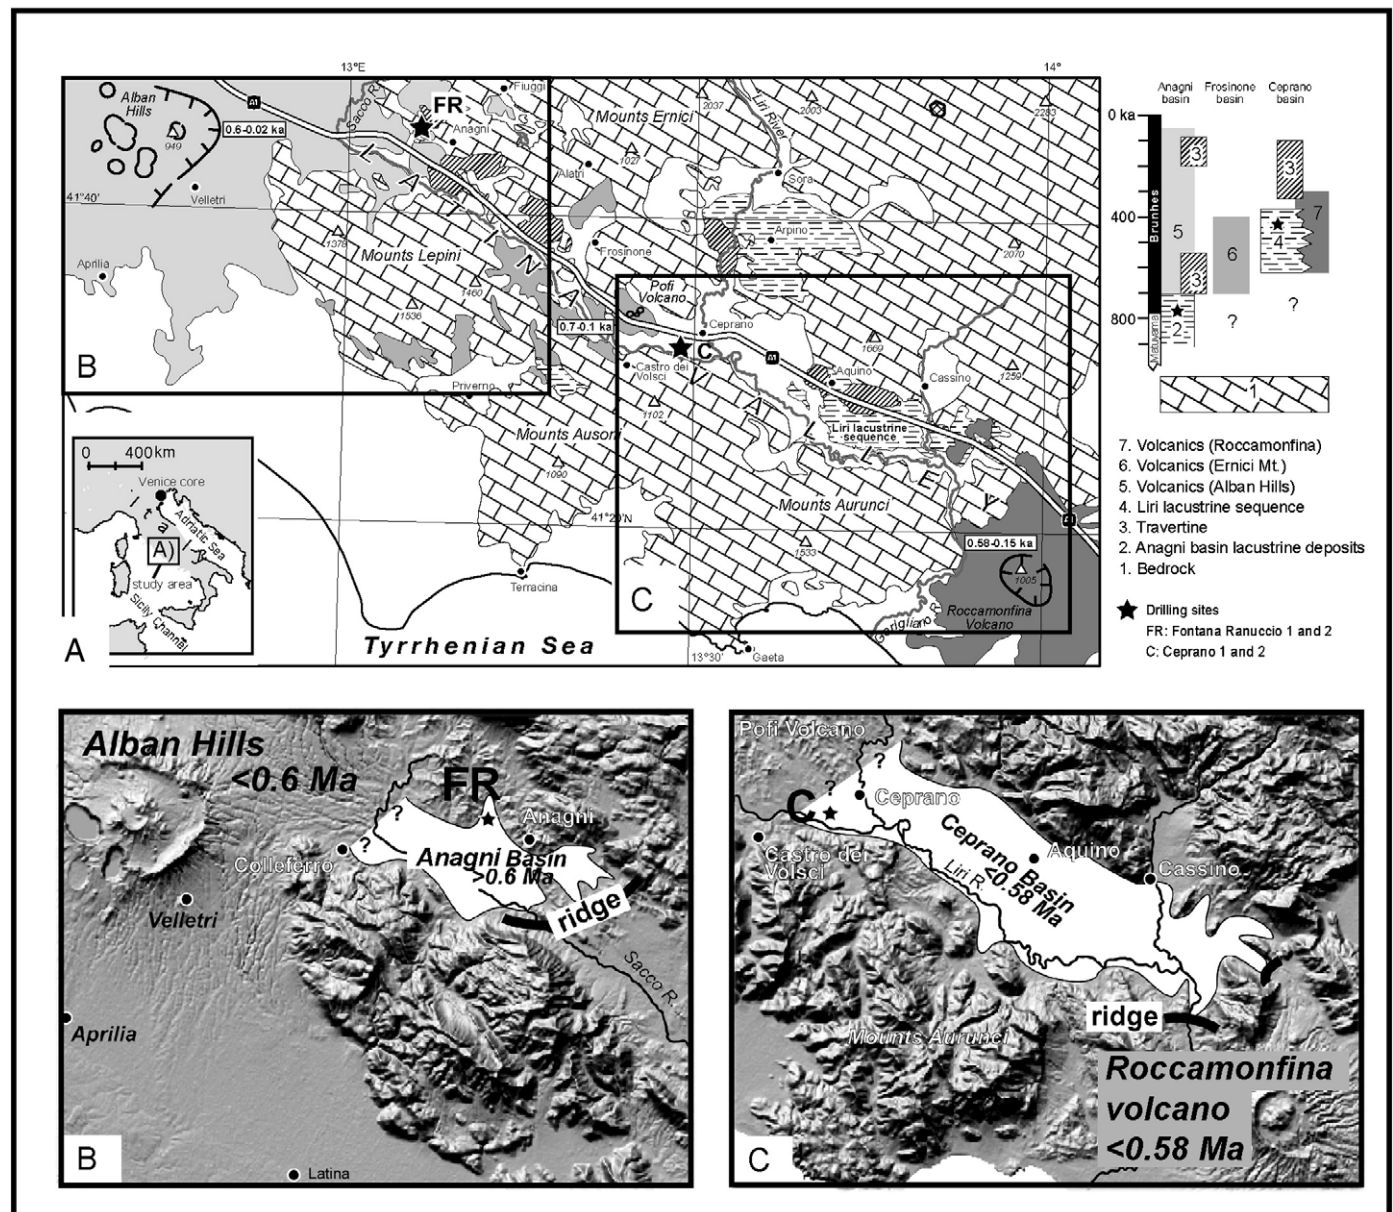 13°E
14°
Alban
Hills
949
A1
0.6-0.02 ka
Sacco R.
FR
Fiuggi
Anagni
Mounts Ernici
2037
2003
2283
Liri River
1027
Alatri
Sora
41°40'
Velletri
LATINA VALLEY
Arpino
1378
Mounts Lepini
Frosinone
2070
Aprilia
1460
Pofi
Volcano
1536
0.7-0.1 ka
Ceprano
C
A1
1669
1259
B
Castro dei
Volsci
Aquino
Cassino
Priverno
1102
Liri lacustrine
sequence
Mounts Ausoni
1090
Mounts Aurunci
41°20'N
1533
0.58-0.15 ka
A1
1005
Terracina
C
Roccamonfina
Volcano
Garigliano
Tyrrhenian Sea
13°30'
Gaeta
0 400km
Venice core
Adriatic Sea
a
A)
study area
Sicily Channel
A
Anagni
basin
Frosinone
basin
Ceprano
basin
0 ka
400
800
Brunhes
Matuyama
3
3
5
6
7
4
3
2
?
?
1
7. Volcanics (Roccamonfina)
6. Volcanics (Ernici Mt.)
5. Volcanics (Alban Hills)
4. Liri lacustrine sequence
3. Travertine
2. Anagni basin lacustrine deposits
1. Bedrock
Drilling sites
FR: Fontana Ranuccio 1 and 2
C: Ceprano 1 and 2
Alban Hills
<0.6 Ma
FR
?
?
Anagni
Colleferro
Anagni Basin
>0.6 Ma
ridge
Velletri
Sacco R.
Aprilia
B
Latina
Pofi Volcano
?
?
C
Ceprano
Castro dei
Volsci
Ceprano Basin
<0.58 Ma
Liri R.
Aquino
Cassino
ridge
Mounts Aurunci
Roccamonfina
volcano
<0.58 Ma
C